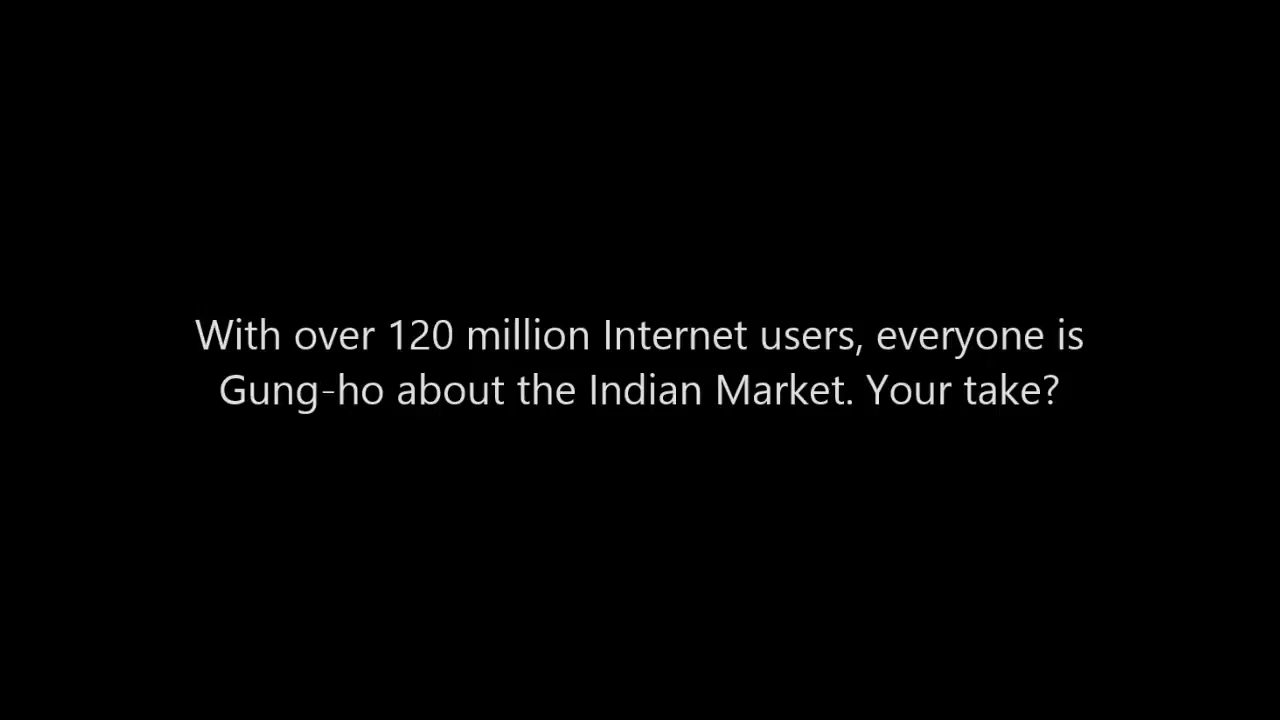 With over 120 million Internet users, everyone is
Gung-ho about the Indian Market. Your take?